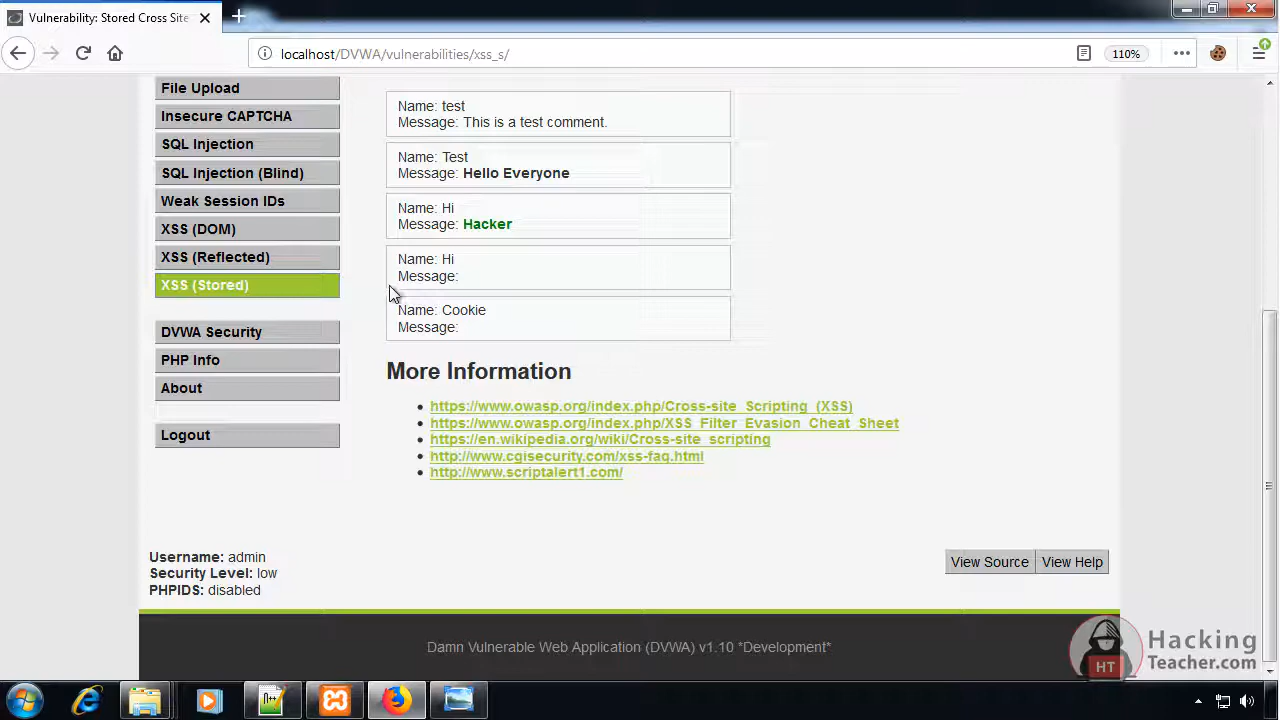 Vulnerability: Stored Cross Site
localhost/DVWA/vulnerabilities/xss_s/
110%
File Upload
Insecure CAPTCHA
SQL Injection
SQL Injection (Blind)
Weak Session IDs
XSS (DOM)
XSS (Reflected)
XSS (Stored)
DVWA Security
PHP Info
About
Logout
Name: test
Message: This is a test comment.
Name: Test
Message: Hello Everyone
Name: Hi
Message: Hacker
Name: Hi
Message:
Name: Cookie
Message:
More Information
https://www.owasp.org/index.php/Cross-site_Scripting_(XSS)
https://www.owasp.org/index.php/XSS_Filter_Evasion_Cheat_Sheet
https://en.wikipedia.org/wiki/Cross-site_scripting
http://www.cgisecurity.com/xss-faq.html
http://www.scriptalert1.com/
Username: admin
Security Level: low
PHPIDS: disabled
View Source View Help
Damn Vulnerable Web Application (DVWA) v1.10 *Development*
HT
Hacking
Teacher.com